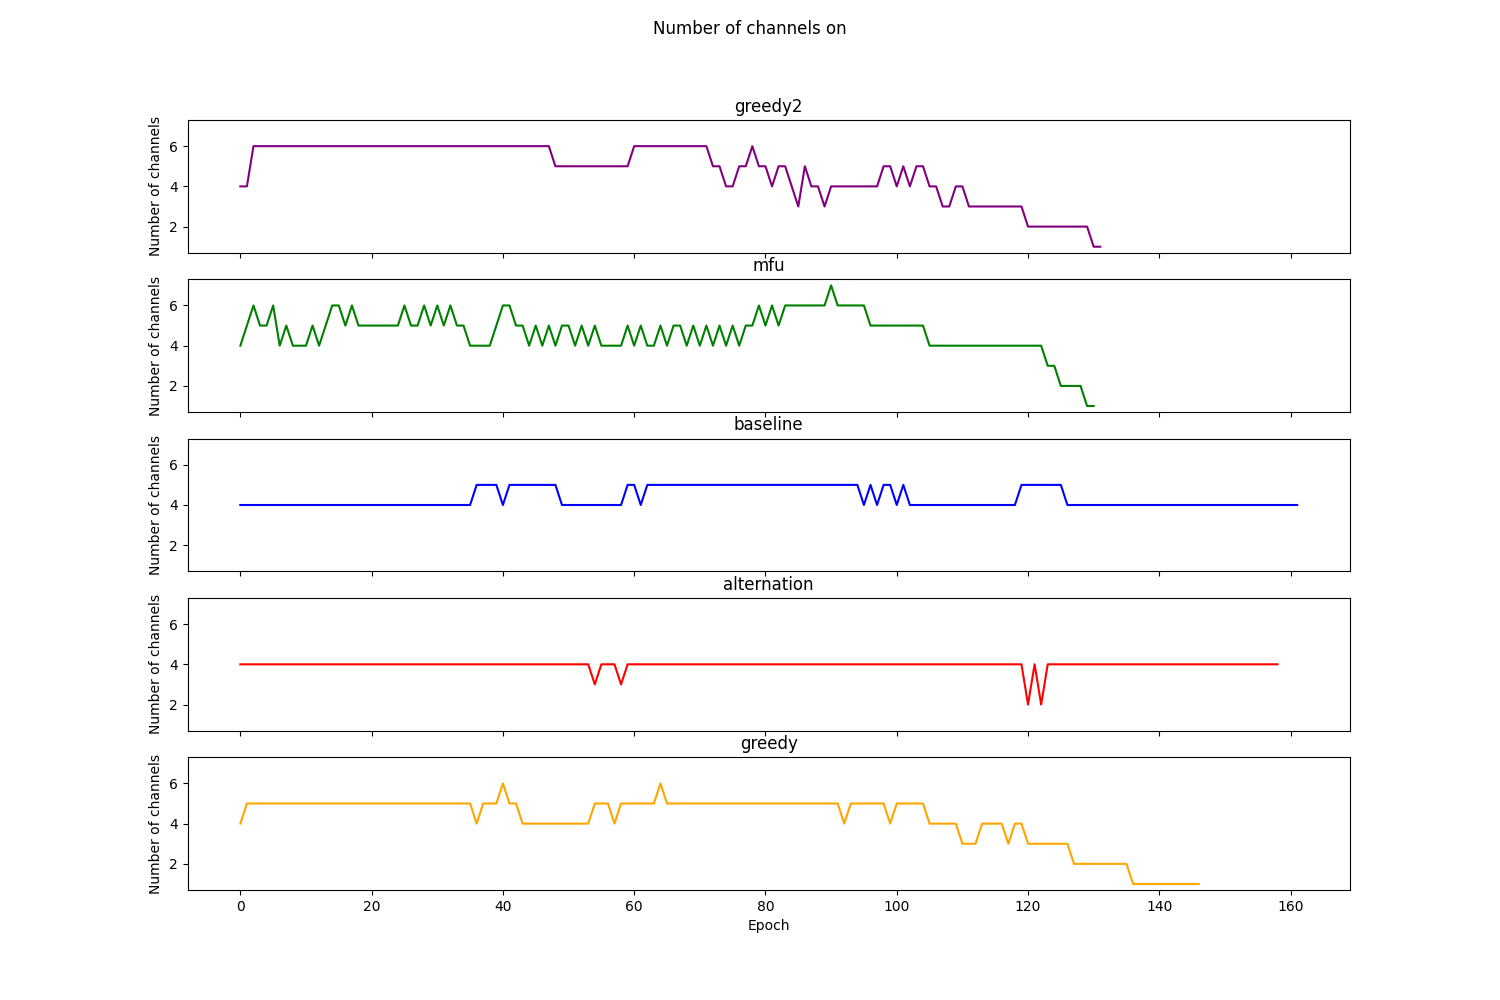 Number of channels on
greedy2
Number of channels
6
4
2
mfu
Number of channels
6
4
2
baseline
Number of channels
6
4
2
alternation
Number of channels
6
4
2
greedy
Number of channels
6
4
2
0 20 40 60 80 100 120 140 160
Epoch